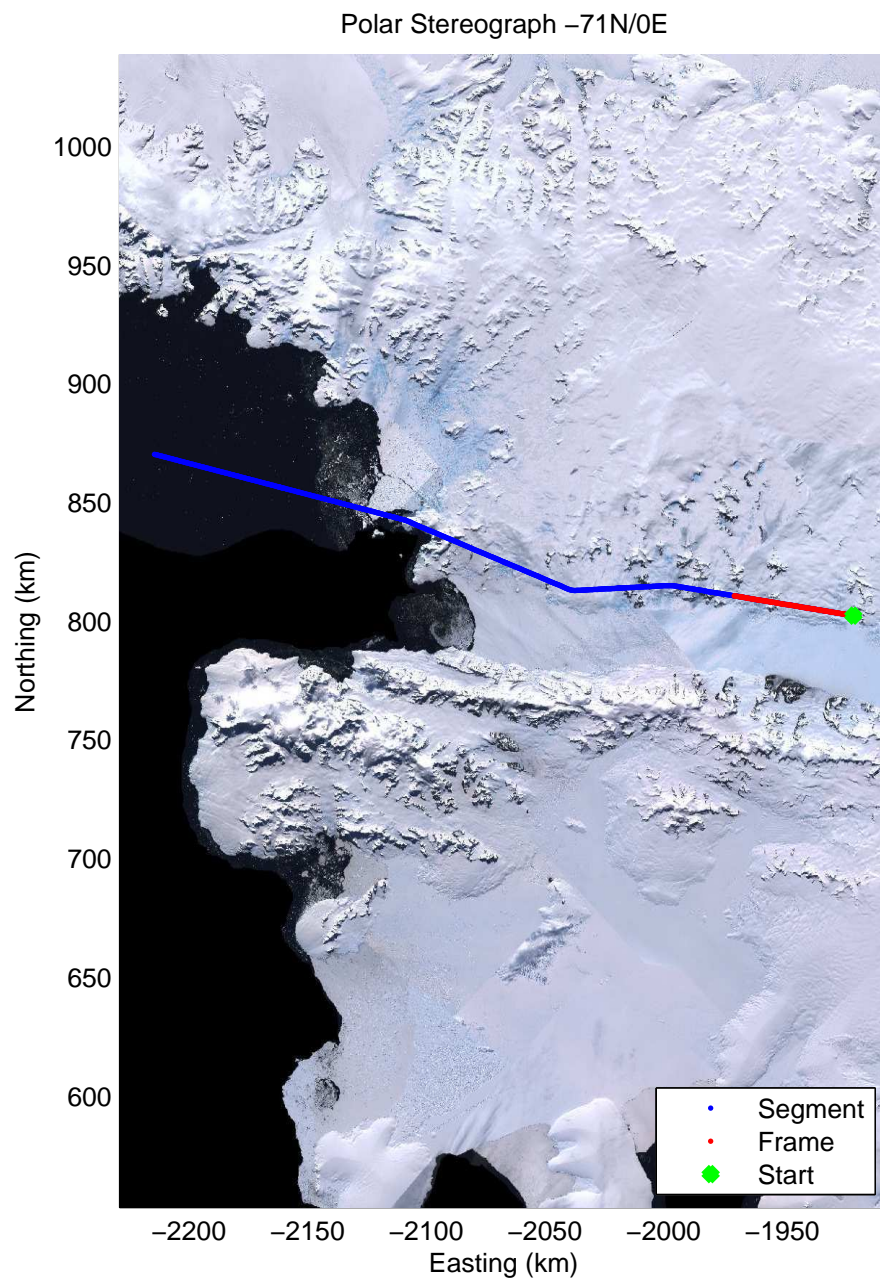 Polar Stereograph −71N/0E
1000
950
900
850
800
750
700
650
600
Northing (km)
Segment
Frame
Start
−2200 −2150 −2100 −2050 −2000 −1950
Easting (km)